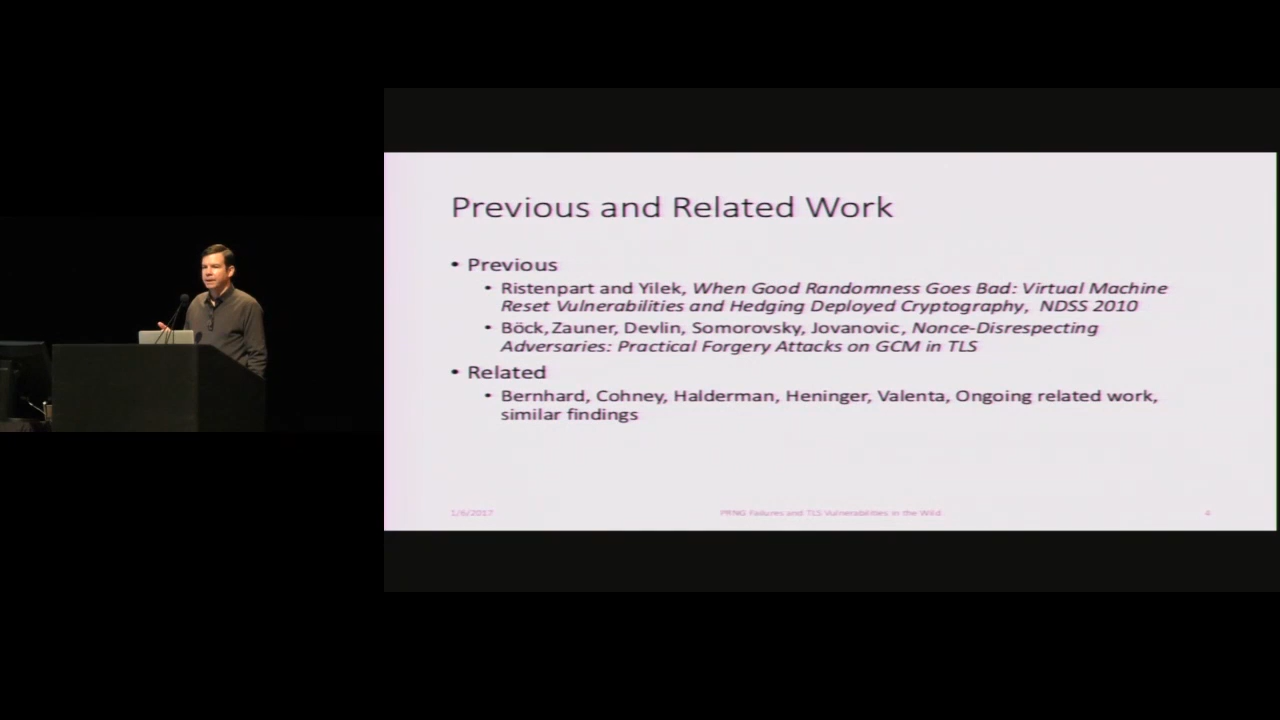 Previous and Related Work
• Previous
• Ristenpart and Yilek, When Good Randomness Goes Bad: Virtual Machine
Reset Vulnerabilities and Hedging Deployed Cryptography, NDSS 2010
• Böck, Zauner, Devlin, Somorovsky, Jovanovic, Nonce-Disrespecting
Adversaries: Practical Forgery Attacks on GCM in TLS
• Related
• Bernhard, Cohney, Halderman, Heninger, Valenta, Ongoing related work,
similar findings
1/6/2017
PRNG Failures and TLS Vulnerabilities in the Wild
4